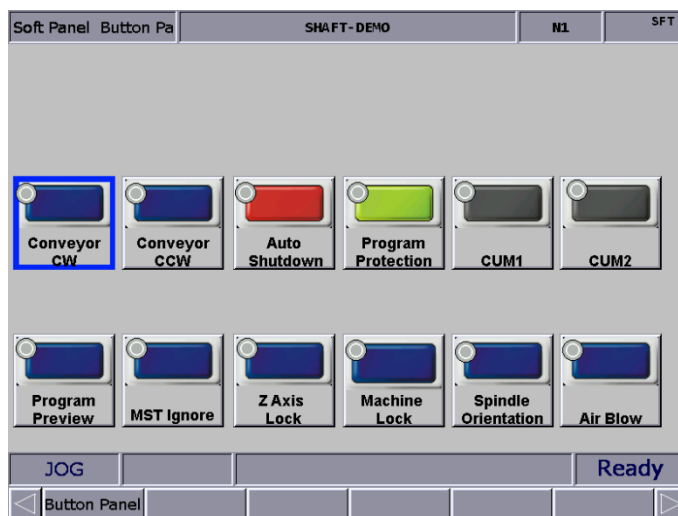 Soft Panel Button Pa
SHAFT-DEMO
N1
SFT
Conveyor
CW
Conveyor
CCW
Auto
Shutdown
Program
Protection
CUM1
CUM2
Program
Preview
MST Ignore
Z Axis
Lock
Machine
Lock
Spindle
Orientation
Air Blow
JOG
Ready
Button Panel